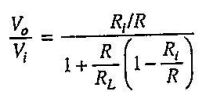 V_o/V_i = (R_i/R) / (1 + R/R_L (1 − R_i/R))